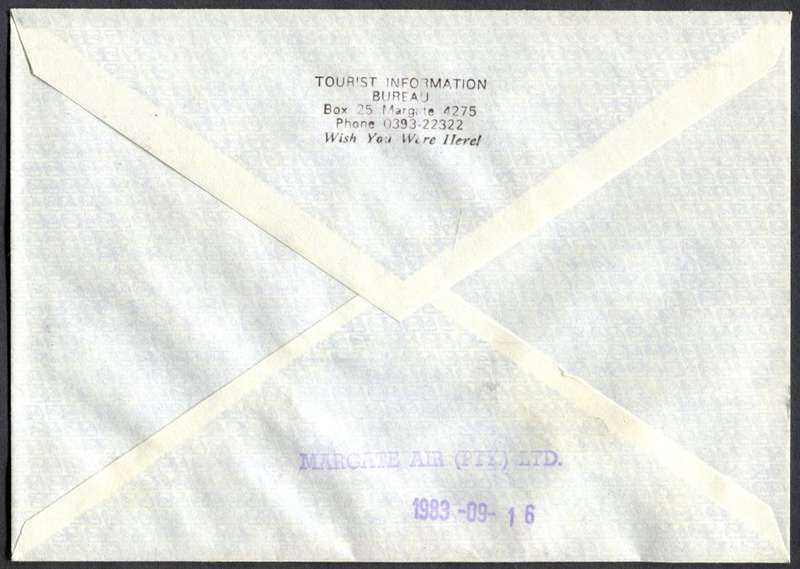 TOURIST INFORMATION
BUREAU
Box 25 Margate 4275
Phone 0393-22322
Wish You Were Here!
MARGATE AIR (PTY.) LTD.
1983 -09- 16